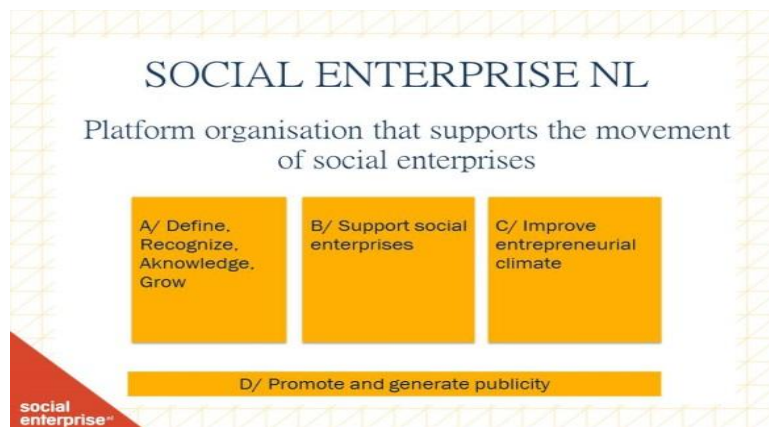 SOCIAL ENTERPRISE NL
Platform organisation that supports the movement
of social enterprises
A/ Define,
Recognize,
Aknowledge,
Grow
B/ Support social
enterprises
C/ Improve
entrepreneurial
climate
D/ Promote and generate publicity
social
enterprise nl